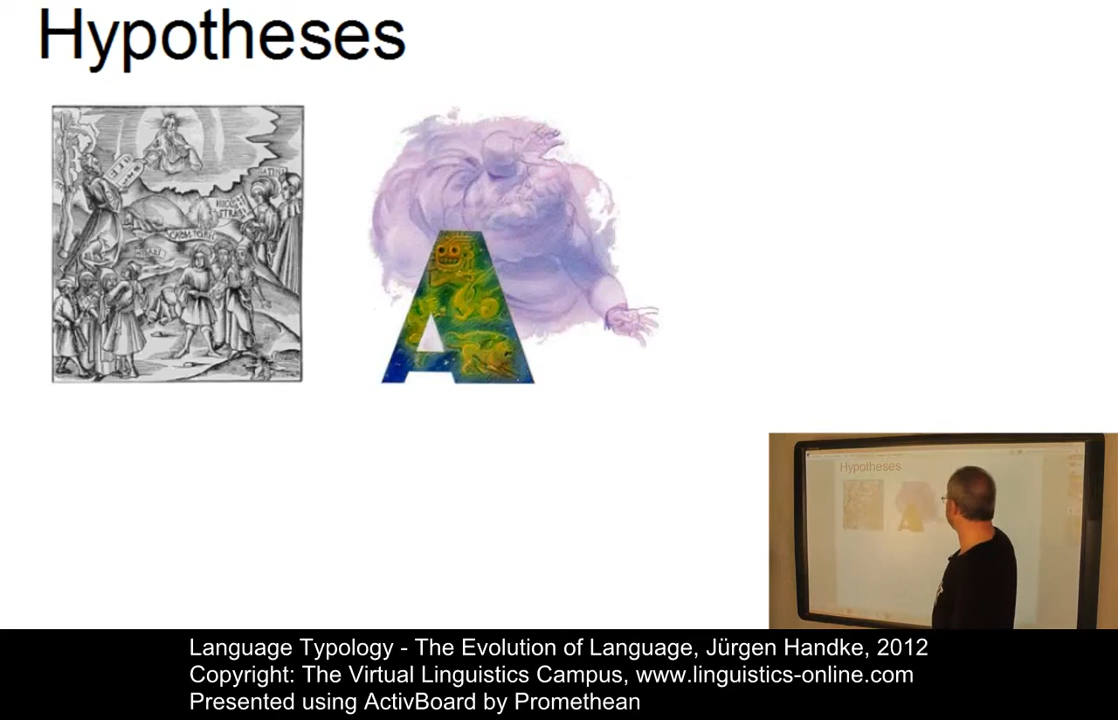 Hypotheses
Hypotheses
Language Typology - The Evolution of Language, Jürgen Handke, 2012
Copyright: The Virtual Linguistics Campus, www.linguistics-online.com
Presented using ActivBoard by Promethean